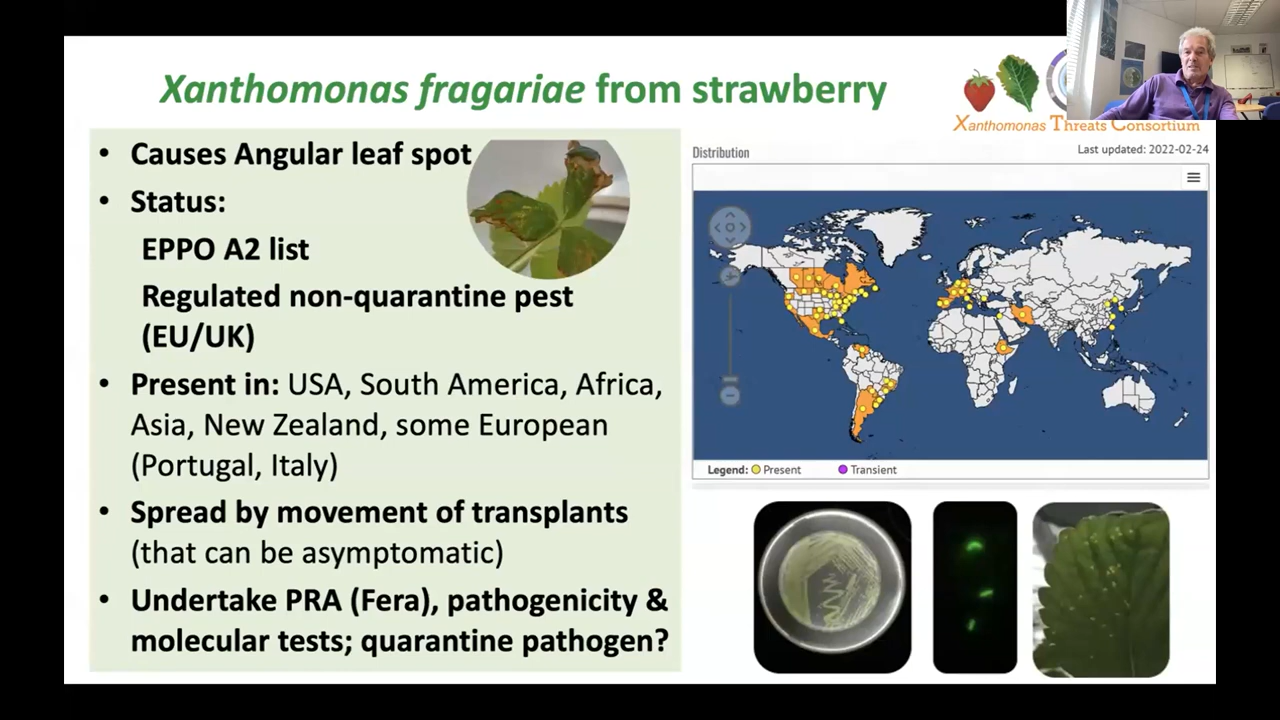 Xanthomonas fragariae from strawberry
Xanthomonas Threats Consortium
• Causes Angular leaf spot
• Status:
EPPO A2 list
Regulated non-quarantine pest
(EU/UK)
• Present in: USA, South America, Africa,
Asia, New Zealand, some European
(Portugal, Italy)
• Spread by movement of transplants
(that can be asymptomatic)
• Undertake PRA (Fera), pathogenicity &
molecular tests; quarantine pathogen?
Distribution
Last updated: 2022-02-24
Legend: Present Transient